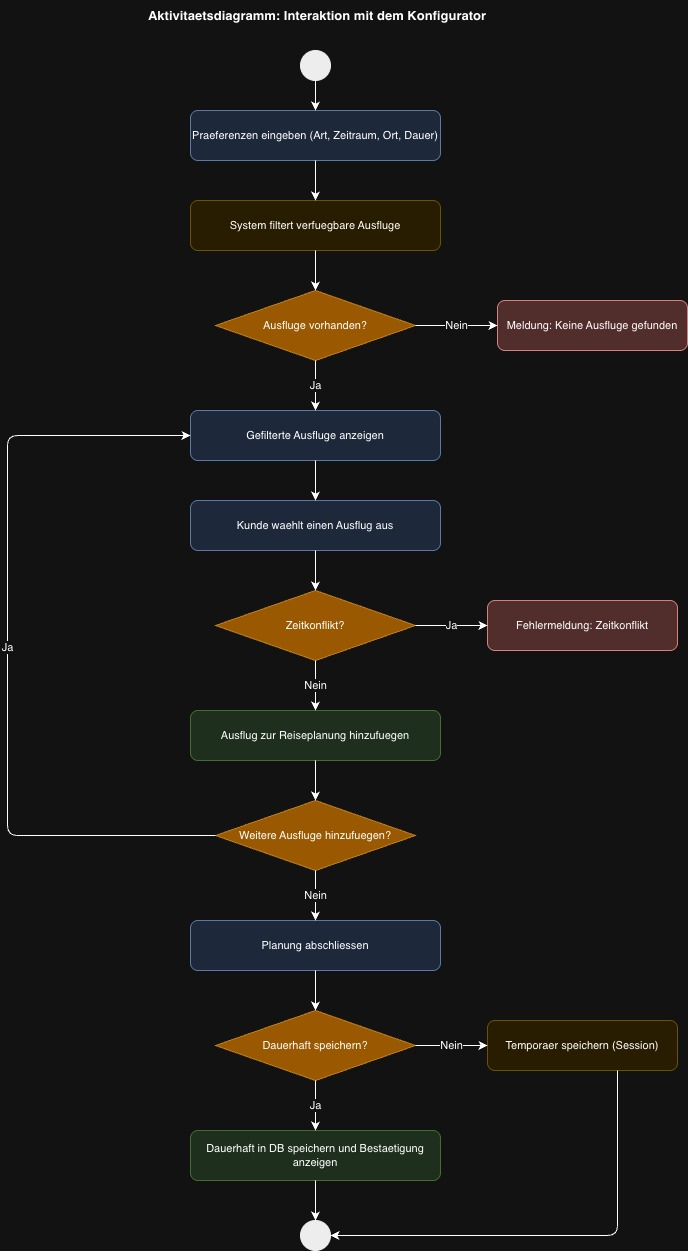 Aktivitaetsdiagramm: Interaktion mit dem Konfigurator
Praeferenzen eingeben (Art, Zeitraum, Ort, Dauer)
System filtert verfuegbare Ausfluge
Ausfluge vorhanden?
Nein
Meldung: Keine Ausfluge gefunden
Ja
Gefilterte Ausfluge anzeigen
Kunde waehlt einen Ausflug aus
Zeitkonflikt?
Ja
Fehlermeldung: Zeitkonflikt
Ja
Nein
Ausflug zur Reiseplanung hinzufuegen
Weitere Ausfluge hinzufuegen?
Nein
Planung abschliessen
Dauerhaft speichern?
Nein
Temporaer speichern (Session)
Ja
Dauerhaft in DB speichern und Bestaetigung
anzeigen